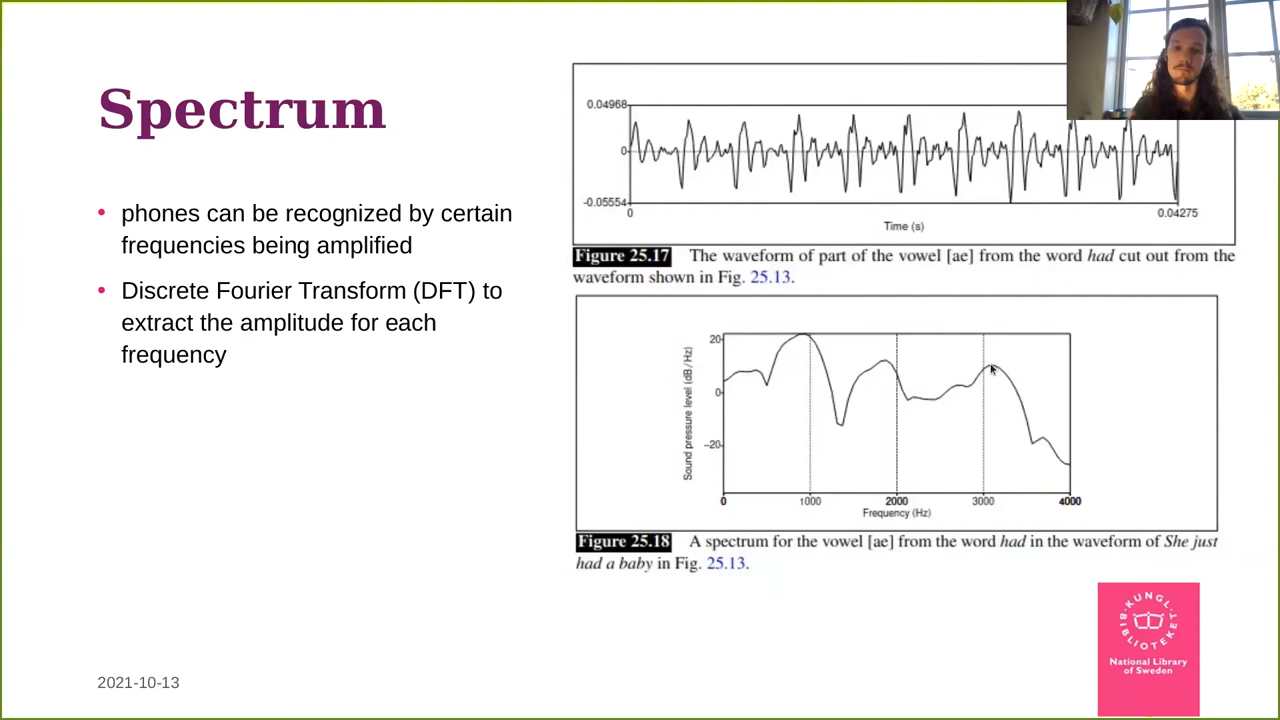 Spectrum
• phones can be recognized by certain
frequencies being amplified
• Discrete Fourier Transform (DFT) to
extract the amplitude for each
frequency
0.04968
0
-0.05554
0
0.04275
Time (s)
Figure 25.17 The waveform of part of the vowel [ae] from the word had cut out from the
waveform shown in Fig. 25.13.
Sound pressure level (dB/Hz)
20
0
–20
0 1000 2000 3000 4000
Frequency (Hz)
Figure 25.18 A spectrum for the vowel [ae] from the word had in the waveform of She just
had a baby in Fig. 25.13.
2021-10-13
KUNGL.
BIBLIOTEKET
National Library
of Sweden